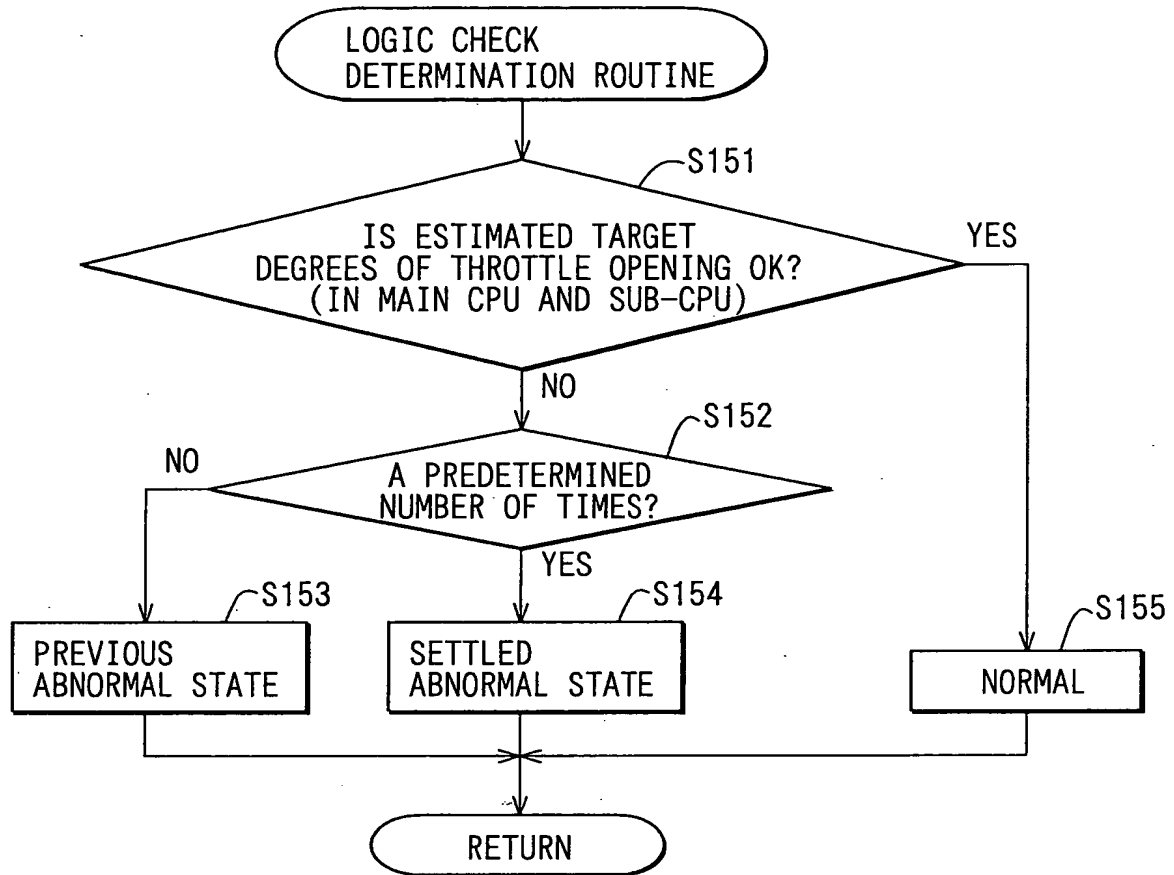 LOGIC CHECK
DETERMINATION ROUTINE
S151
IS ESTIMATED TARGET
DEGREES OF THROTTLE OPENING OK?
(IN MAIN CPU AND SUB-CPU)
YES
NO
S152
NO
A PREDETERMINED
NUMBER OF TIMES?
YES
S153
PREVIOUS
ABNORMAL STATE
S154
SETTLED
ABNORMAL STATE
S155
NORMAL
RETURN